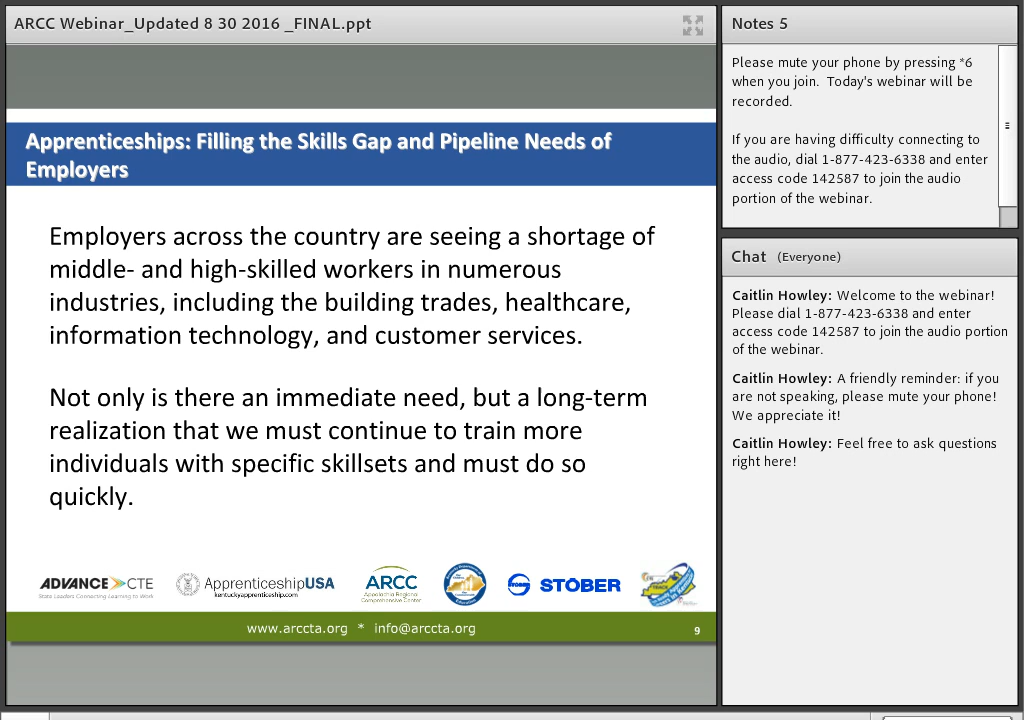 ARCC Webinar_Updated 8 30 2016 _FINAL.ppt
Apprenticeships: Filling the Skills Gap and Pipeline Needs of
Employers
Employers across the country are seeing a shortage of
middle- and high-skilled workers in numerous
industries, including the building trades, healthcare,
information technology, and customer services.
Not only is there an immediate need, but a long-term
realization that we must continue to train more
individuals with specific skillsets and must do so
quickly.
ADVANCE CTE
State Leaders Connecting Learning to Work
ApprenticeshipUSA
kentuckyapprenticeship.com
ARCC
Appalachia Regional
Comprehensive Center
STOBER
www.arccta.org * info@arccta.org
9
Notes 5
Please mute your phone by pressing *6
when you join. Today's webinar will be
recorded.
If you are having difficulty connecting to
the audio, dial 1-877-423-6338 and enter
access code 142587 to join the audio
portion of the webinar.
Chat (Everyone)
Caitlin Howley: Welcome to the webinar!
Please dial 1-877-423-6338 and enter
access code 142587 to join the audio portion
of the webinar.
Caitlin Howley: A friendly reminder: if you
are not speaking, please mute your phone!
We appreciate it!
Caitlin Howley: Feel free to ask questions
right here!